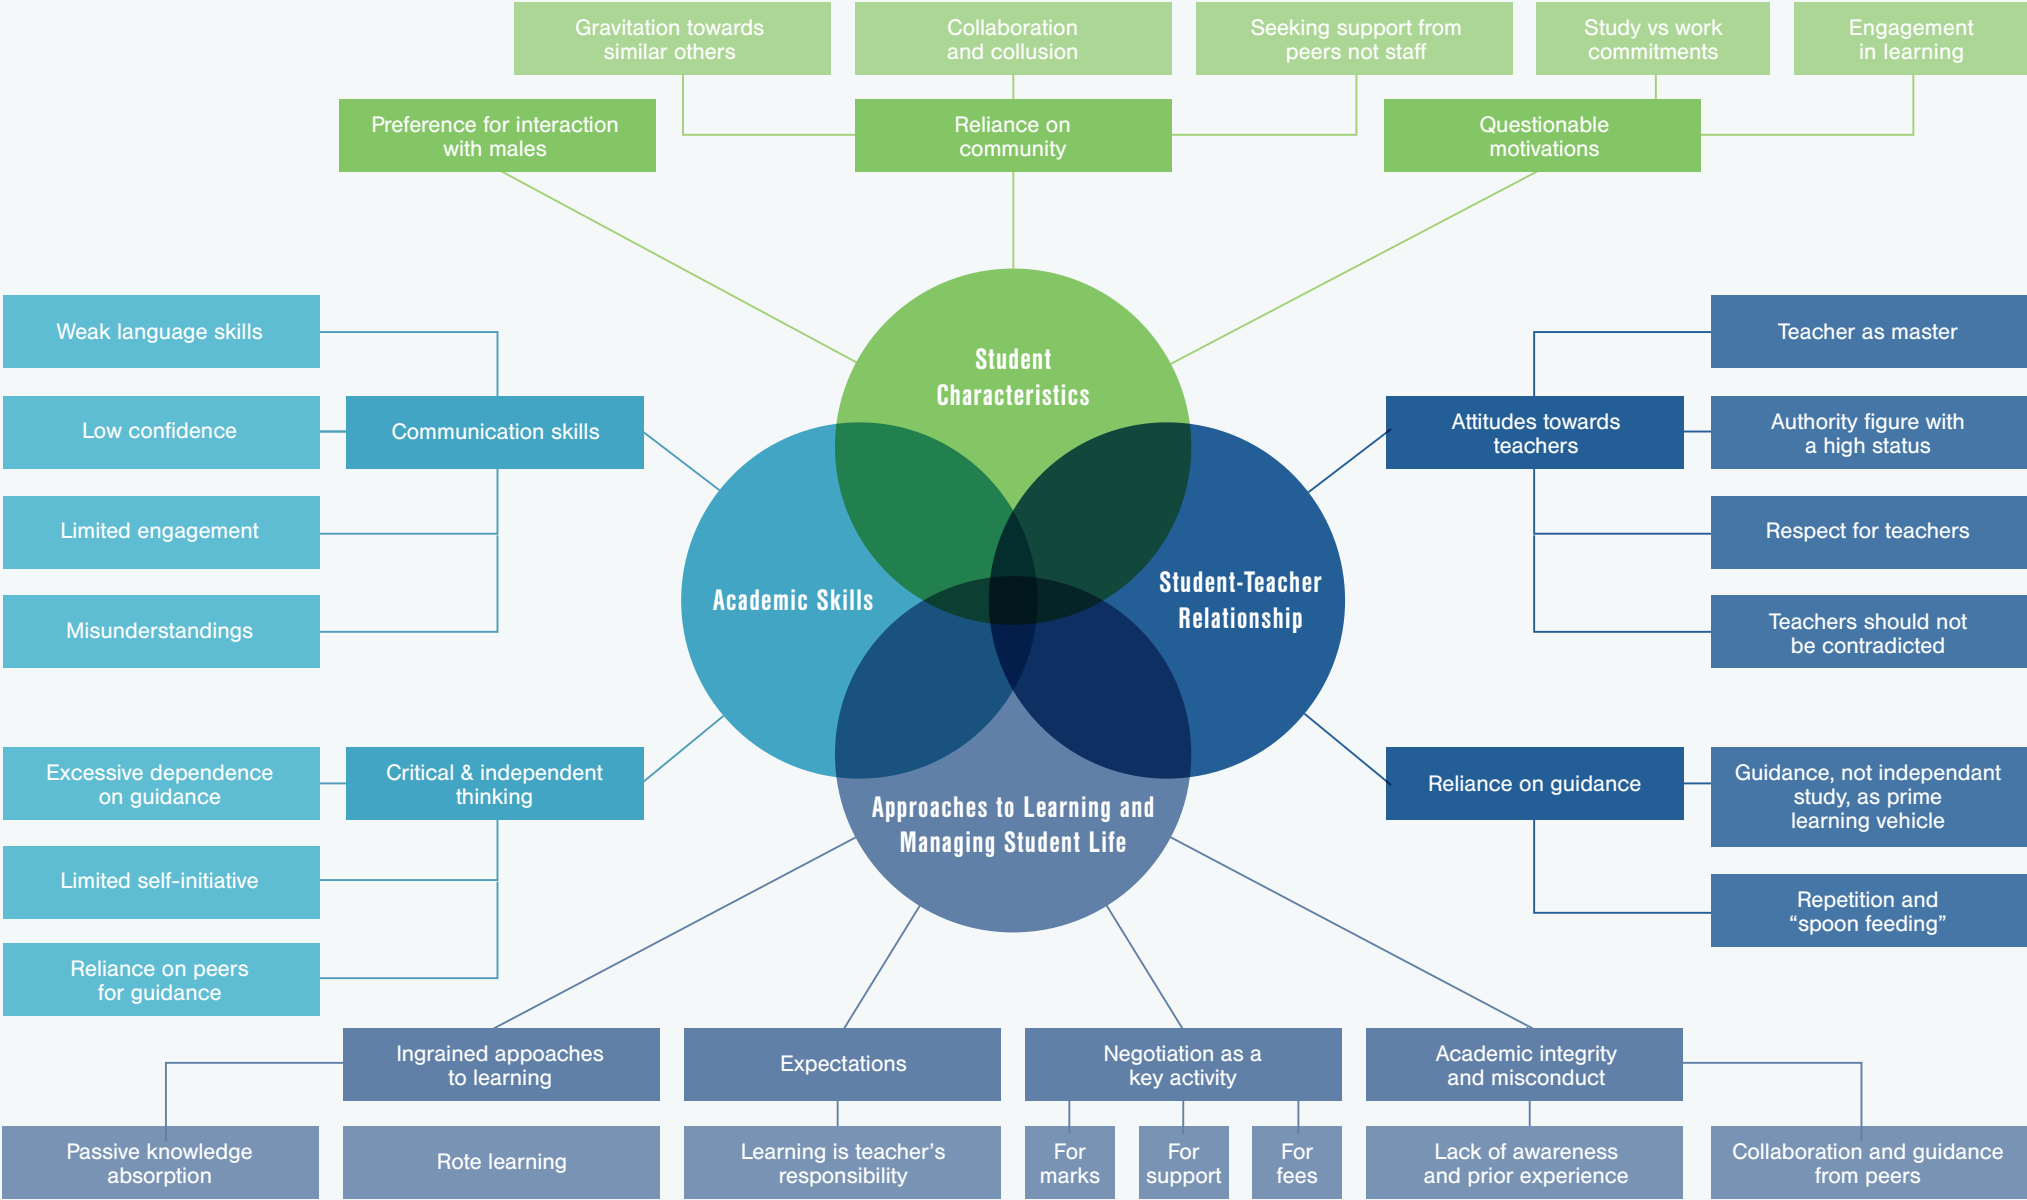 Gravitation towards
similar others
Collaboration
and collusion
Seeking support from
peers not staff
Study vs work
commitments
Engagement
in learning
Preference for interaction
with males
Reliance on
community
Questionable
motivations
Student
Characteristics
Weak language skills
Low confidence
Communication skills
Limited engagement
Misunderstandings
Academic Skills
Excessive dependence
on guidance
Critical & independent
thinking
Limited self-initiative
Reliance on peers
for guidance
Teacher as master
Attitudes towards
teachers
Authority figure with
a high status
Respect for teachers
Teachers should not
be contradicted
Student-Teacher
Relationship
Reliance on guidance
Guidance, not independant
study, as prime
learning vehicle
Repetition and
“spoon feeding”
Approaches to Learning and
Managing Student Life
Ingrained appoaches
to learning
Expectations
Negotiation as a
key activity
Academic integrity
and misconduct
Passive knowledge
absorption
Rote learning
Learning is teacher’s
responsibility
For
marks
For
support
For
fees
Lack of awareness
and prior experience
Collaboration and guidance
from peers